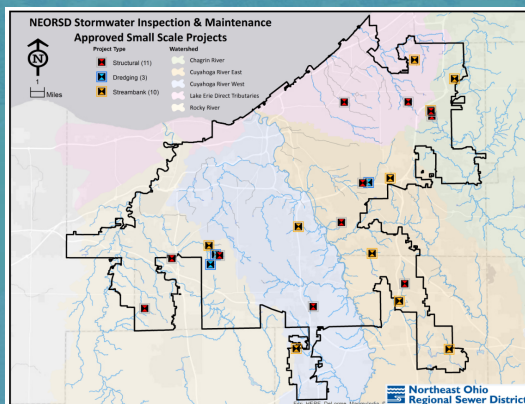 NEORSD Stormwater Inspection & Maintenance
Approved Small Scale Projects
Project Type
Structural (11)
Dredging (3)
Streambank (10)
Watershed
Chagrin River
Cuyahoga River East
Cuyahoga River West
Lake Erie Direct Tributaries
Rocky River
1
Miles
Northeast Ohio
Regional Sewer District